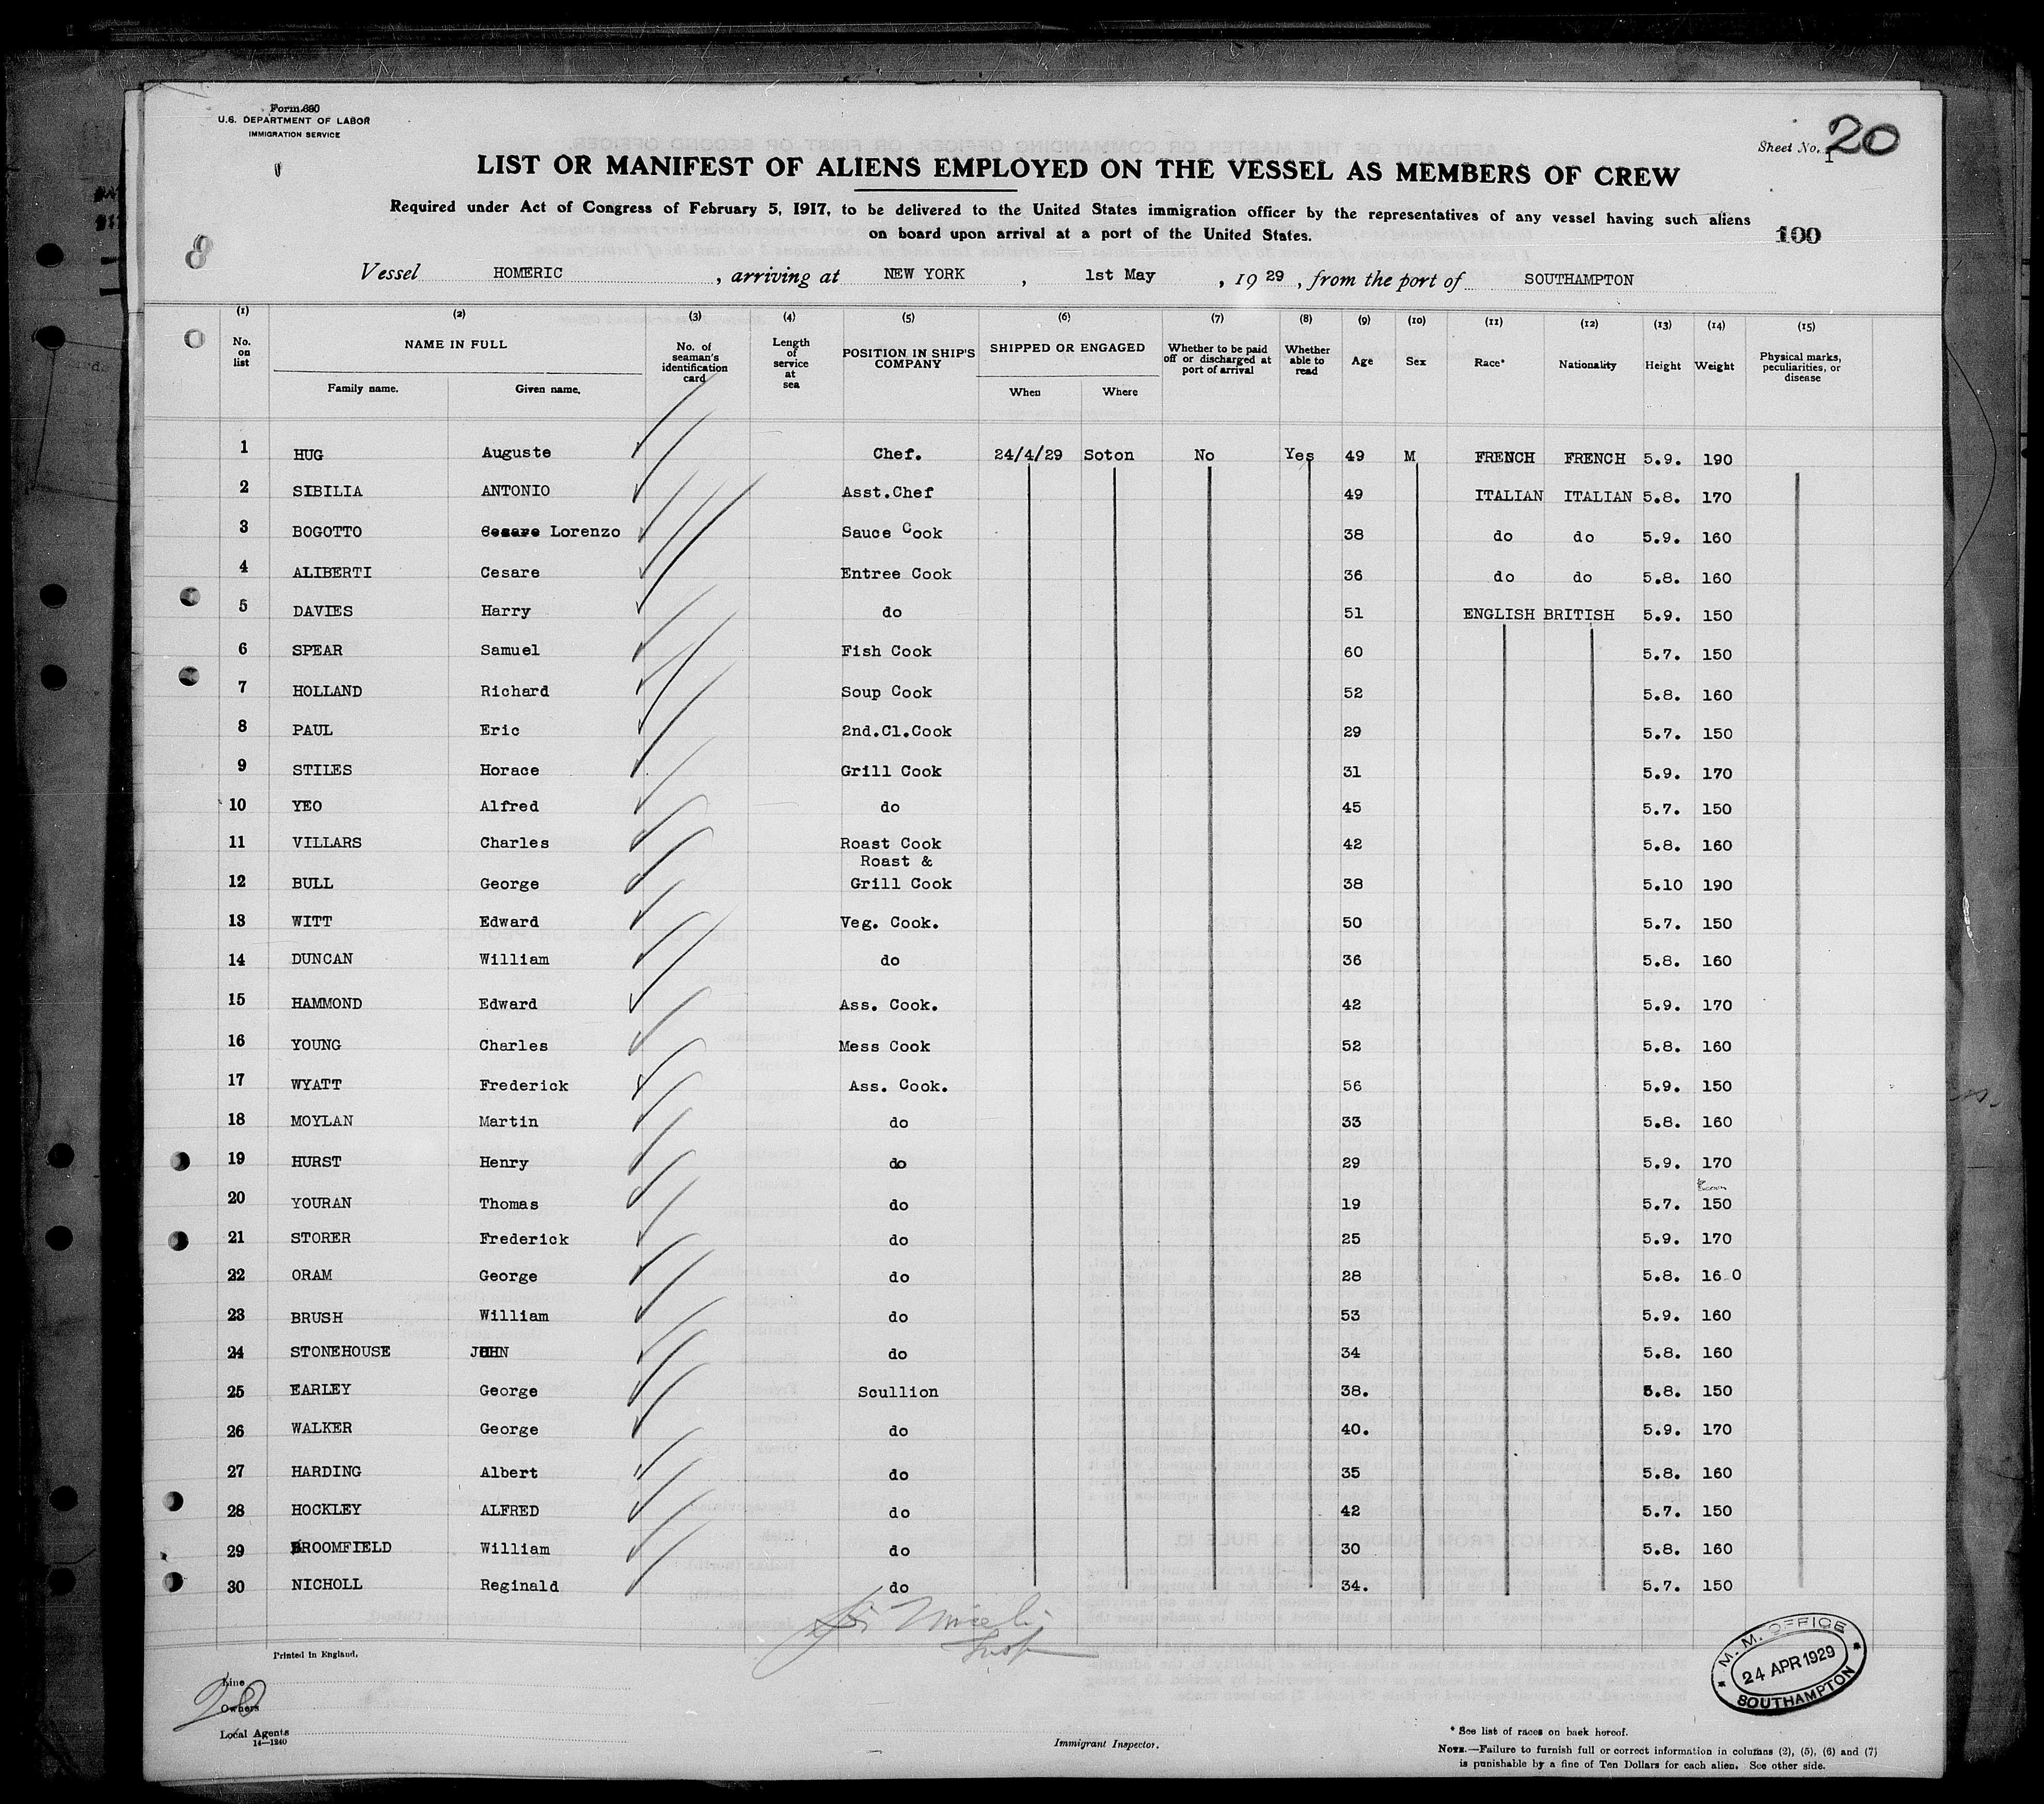 Form 680
U.S. DEPARTMENT OF LABOR
IMMIGRATION SERVICE
Sheet No. 1 20
LIST OR MANIFEST OF ALIENS EMPLOYED ON THE VESSEL AS MEMBERS OF CREW
Required under Act of Congress of February 5, 1917, to be delivered to the United States immigration officer by the representatives of any vessel having such aliens
on board upon arrival at a port of the United States.
100
Vessel HOMERIC, arriving at NEW YORK, 1st May, 1929, from the port of SOUTHAMPTON
(1) (2) (3) (4) (5) (6) (7) (8) (9) (10) (11) (12) (13) (14) (15)
No. on list NAME IN FULL Family name. Given name. No. of seaman's identification card Length of service at sea POSITION IN SHIP'S COMPANY SHIPPED OR ENGAGED When Where Whether to be paid off or discharged at port of arrival Whether able to read Age Sex Race* Nationality Height Weight Physical marks, peculiarities, or disease
1 HUG Auguste Chef. 24/4/29 Soton No Yes 49 M FRENCH FRENCH 5.9. 190
2 SIBILIA ANTONIO Asst.Chef 49 ITALIAN ITALIAN 5.8. 170
3 BOGOTTO Cesare Lorenzo Sauce Cook 38 do do 5.9. 160
4 ALIBERTI Cesare Entree Cook 36 do do 5.8. 160
5 DAVIES Harry do 51 ENGLISH BRITISH 5.9. 150
6 SPEAR Samuel Fish Cook 60 5.7. 150
7 HOLLAND Richard Soup Cook 52 5.8. 160
8 PAUL Eric 2nd.Cl.Cook 29 5.7. 150
9 STILES Horace Grill Cook 31 5.9. 170
10 YEO Alfred do 45 5.7. 150
11 VILLARS Charles Roast Cook 42 5.8. 160
12 BULL George Roast & Grill Cook 38 5.10 190
13 WITT Edward Veg. Cook. 50 5.7. 150
14 DUNCAN William do 36 5.8. 160
15 HAMMOND Edward Ass. Cook. 42 5.9. 170
16 YOUNG Charles Mess Cook 52 5.8. 160
17 WYATT Frederick Ass. Cook. 56 5.9. 150
18 MOYLAN Martin do 33 5.8. 160
19 HURST Henry do 29 5.9. 170
20 YOURAN Thomas do 19 5.7. 150
21 STORER Frederick do 25 5.9. 170
22 ORAM George do 28 5.8. 16 0
23 BRUSH William do 53 5.9. 160
24 STONEHOUSE JOHN do 34 5.8. 160
25 EARLEY George Scullion 38. 5.8. 150
26 WALKER George do 40. 5.9. 170
27 HARDING Albert do 35 5.8. 160
28 HOCKLEY ALFRED do 42 5.7. 150
29 BROOMFIELD William do 30 5.8. 160
30 NICHOLL Reginald do 34. 5.7. 150
Printed in England.
Line
28
Owners
Local Agents
14—1240
Immigrant Inspector.
M. M. OFFICE
24 APR 1929
SOUTHAMPTON
* See list of races on back hereof.
NOTE.—Failure to furnish full or correct information in columns (2), (5), (6) and (7)
is punishable by a fine of Ten Dollars for each alien. See other side.